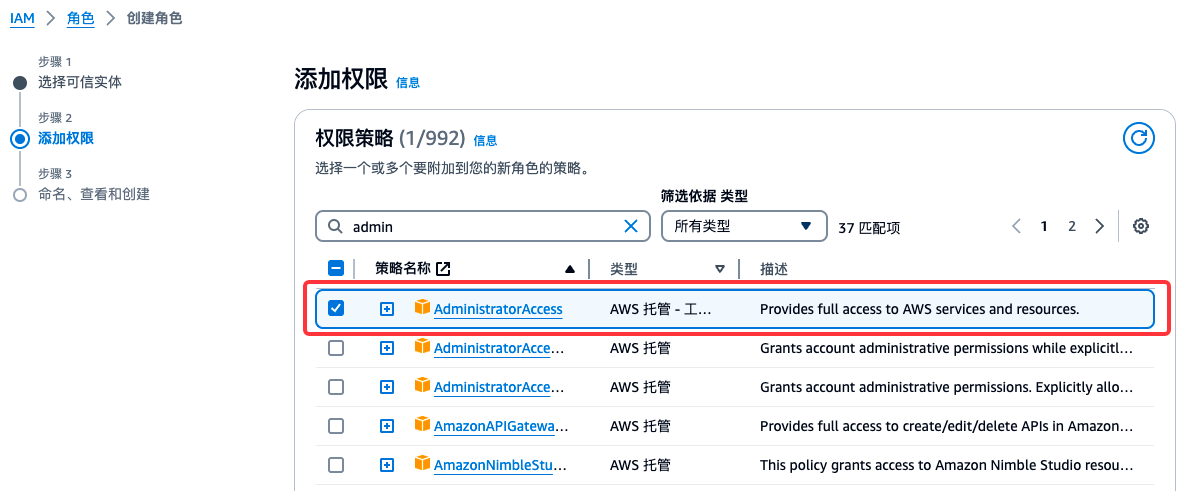 IAM > 角色 > 创建角色
步骤 1
选择可信实体
步骤 2
添加权限
步骤 3
命名、查看和创建
添加权限 信息
权限策略 (1/992) 信息
选择一个或多个要附加到您的新角色的策略。
筛选依据 类型
admin 所有类型 37 匹配项 1 2
策略名称 类型 描述
AdministratorAccess AWS 托管 - 工... Provides full access to AWS services and resources.
AdministratorAcce... AWS 托管 Grants account administrative permissions while explicitl...
AdministratorAcce... AWS 托管 Grants account administrative permissions. Explicitly allo...
AmazonAPIGatewa... AWS 托管 Provides full access to create/edit/delete APIs in Amazon...
AmazonNimbleStu... AWS 托管 This policy grants access to Amazon Nimble Studio resou...